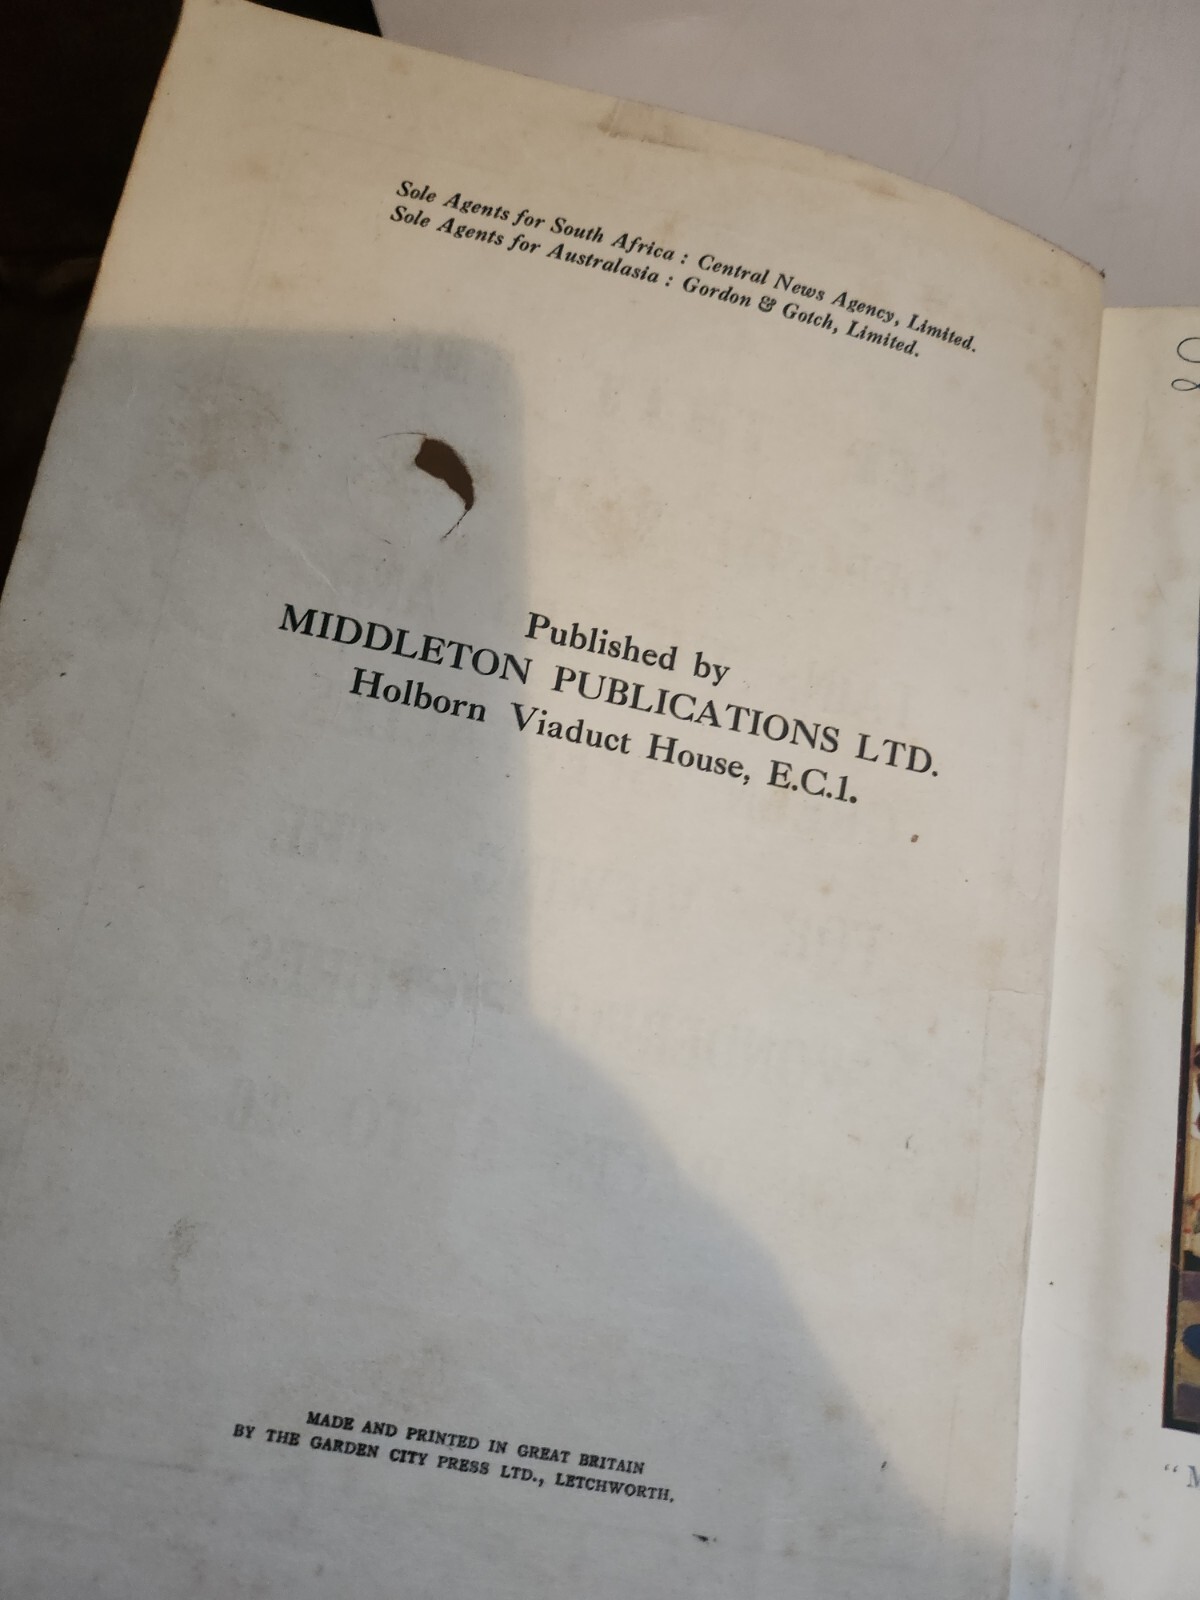 Sole Agents for South Africa : Central News Agency, Limited.
Sole Agents for Australasia : Gordon & Gotch, Limited.
Published by
MIDDLETON PUBLICATIONS LTD.
Holborn Viaduct House, E.C.1.
MADE AND PRINTED IN GREAT BRITAIN
BY THE GARDEN CITY PRESS LTD., LETCHWORTH.